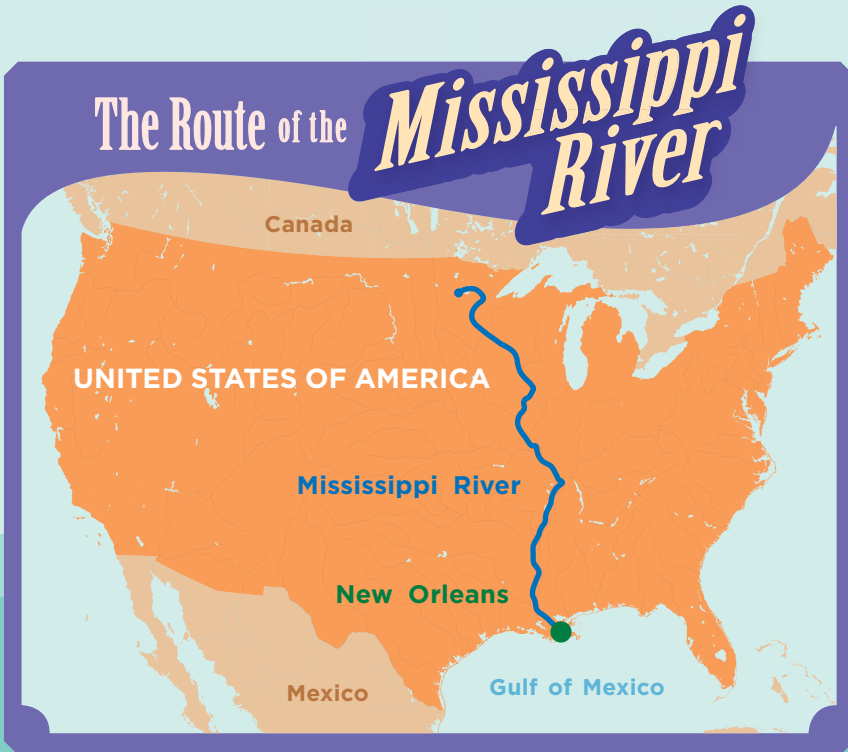 The Route of the Mississippi
River
Canada
UNITED STATES OF AMERICA
Mississippi River
New Orleans
Mexico
Gulf of Mexico